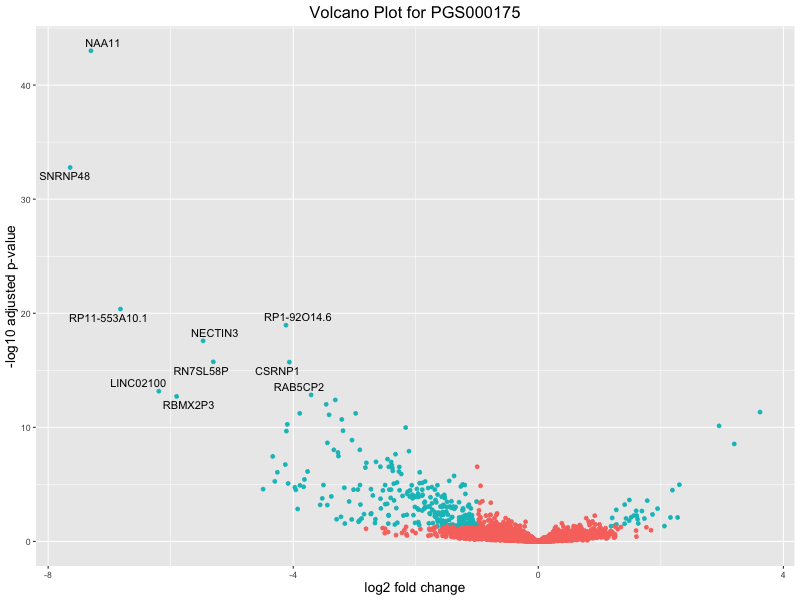 Volcano Plot for PGS000175
NAA11
40
SNRNP48
30
-log10 adjusted p-value
20
RP11-553A10.1
RP1-92O14.6
NECTIN3
RN7SL58P
CSRNP1
LINC02100
RAB5CP2
RBMX2P3
10
0
-8
-4
0
4
log2 fold change